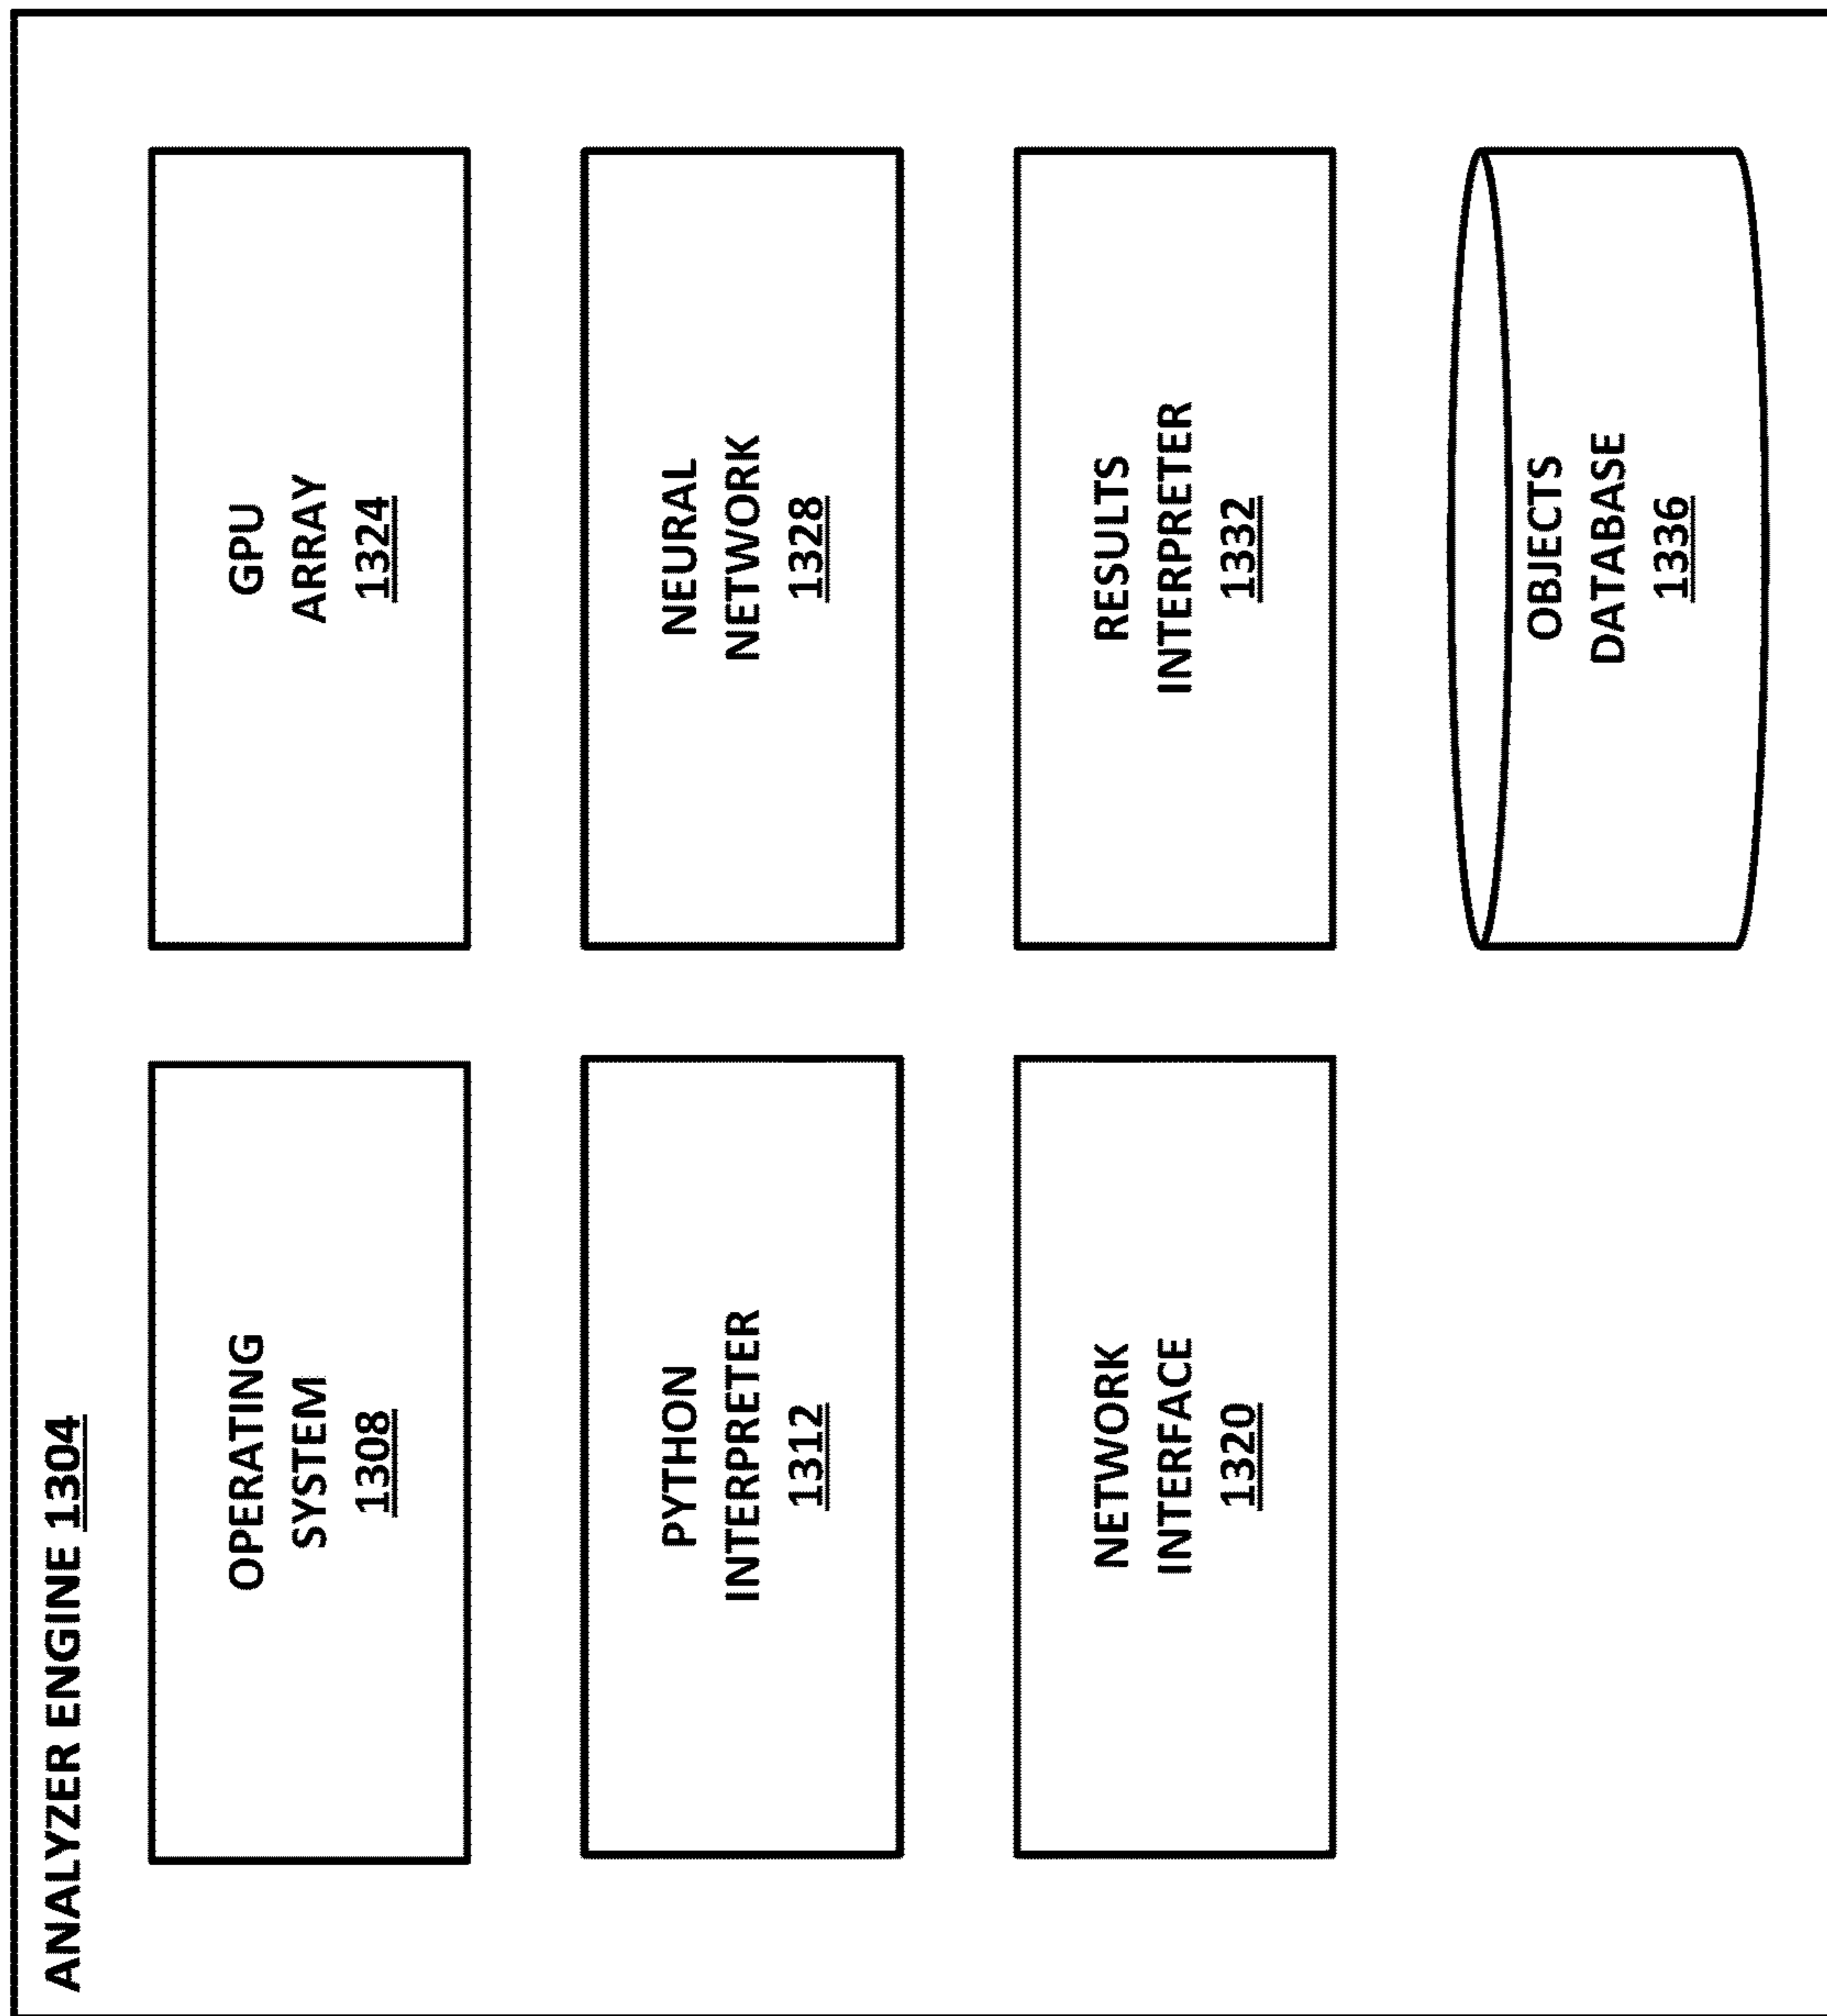 ANALYZER ENGINE 1304
OPERATING
SYSTEM
1308
GPU
ARRAY
1324
PYTHON
INTERPRETER
1312
NEURAL
NETWORK
1328
NETWORK
INTERFACE
1320
RESULTS
INTERPRETER
1332
OBJECTS
DATABASE
1336